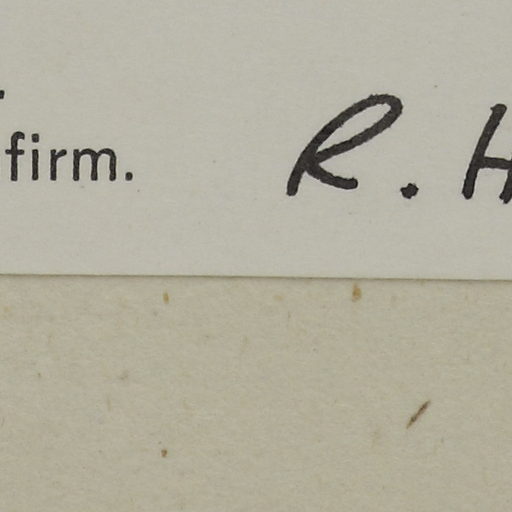 firm. R. H